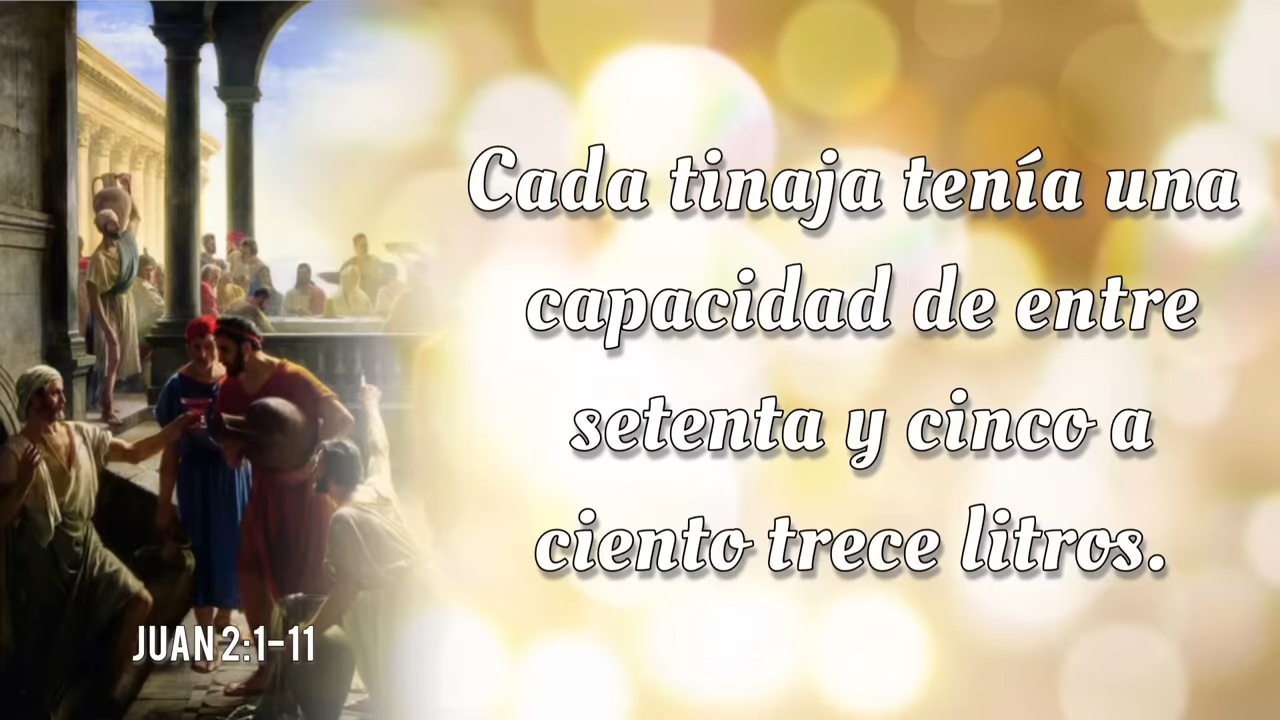 Cada tinaja tenía una
capacidad de entre
setenta y cinco a
ciento trece litros.
JUAN 2:1-11